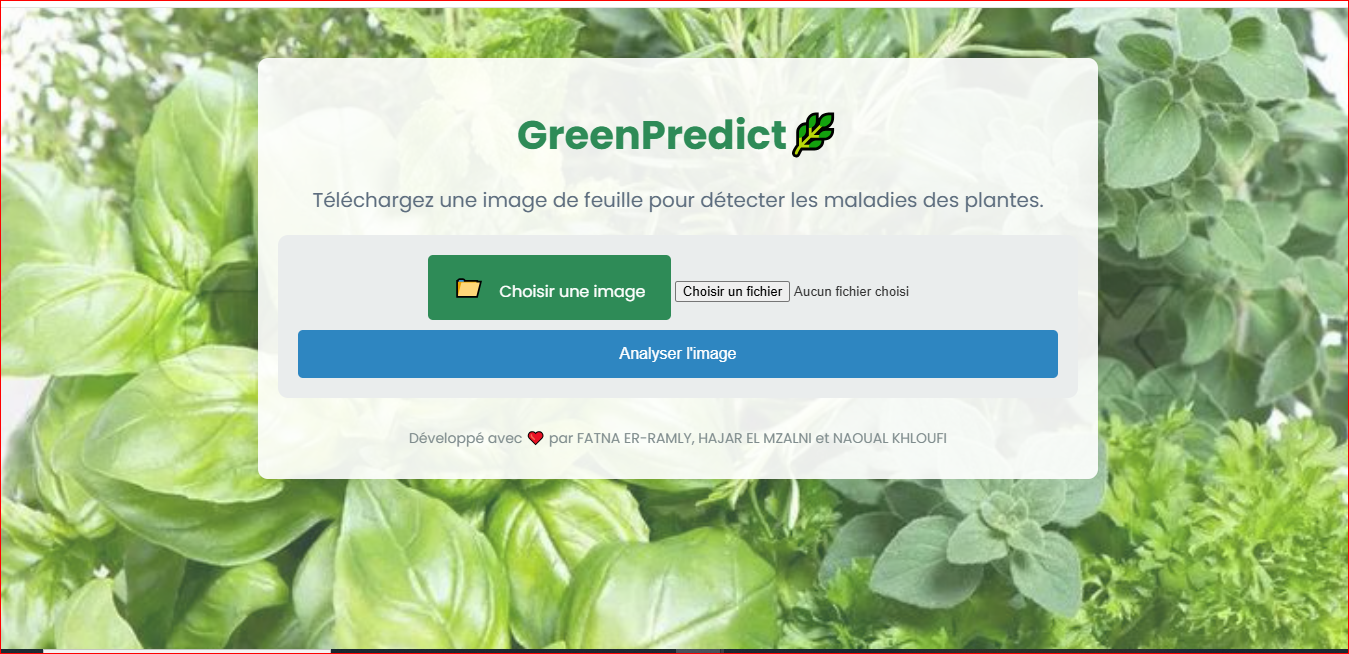 GreenPredict
Téléchargez une image de feuille pour détecter les maladies des plantes.
Choisir une image Choisir un fichier Aucun fichier choisi
Analyser l'image
Développé avec ❤️ par FATNA ER-RAMLY, HAJAR EL MZALNI et NAOUAL KHLOUFI